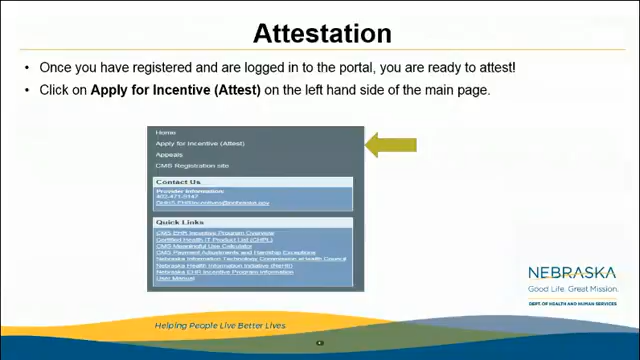 Attestation
• Once you have registered and are logged in to the portal, you are ready to attest!
• Click on Apply for Incentive (Attest) on the left hand side of the main page.
Home
Apply for Incentive (Attest)
Appeals
CMS Registration site
Contact Us
Provider Information:
Quick Links
CMS EHR Incentive Program Overview
Certified Health IT Product List (CHPL)
CMS Meaningful Use Calculator
CMS Payment Adjustments and Hardship Exceptions
Nebraska Information Technology Commission eHealth Council
Nebraska Health Information Initiative (NeHII)
Nebraska EHR Incentive Program Information
User Manual
NEBRASKA
Good Life. Great Mission.
DEPT. OF HEALTH AND HUMAN SERVICES
Helping People Live Better Lives